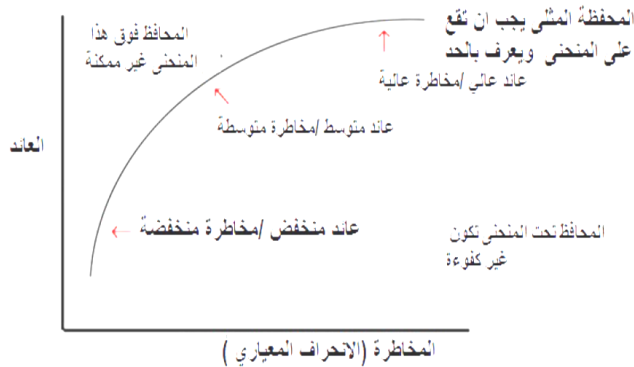 المحفظة المثلى يجب ان تقع
على المنحنى ويعرف بالحد
المحافظ فوق هذا
المنحنى غير ممكنة
عائد عالي /مخاطرة عالية
عائد متوسط /مخاطرة متوسطة
العائد
عائد منخفض /مخاطرة منخفضة
المحافظ تحت المنحنى تكون
غير كفوءة
المخاطرة (الانحراف المعياري )